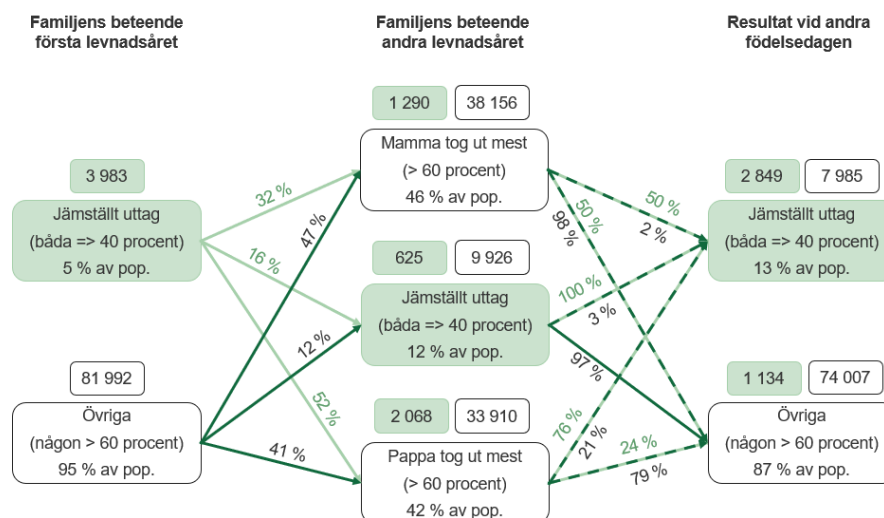 Familjens beteende
första levnadsåret
Familjens beteende
andra levnadsåret
Resultat vid andra
födelsedagen
3 983
Jämställt uttag
(båda => 40 procent)
5 % av pop.
81 992
Övriga
(någon > 60 procent)
95 % av pop.
32 %
47 %
16 %
12 %
52 %
41 %
1 290
38 156
Mamma tog ut mest
(> 60 procent)
46 % av pop.
625
9 926
Jämställt uttag
(båda => 40 procent)
12 % av pop.
2 068
33 910
Pappa tog ut mest
(> 60 procent)
42 % av pop.
50 %
2 %
50 %
98 %
100 %
3 %
97 %
76 %
21 %
24 %
79 %
2 849
7 985
Jämställt uttag
(båda => 40 procent)
13 % av pop.
1 134
74 007
Övriga
(någon > 60 procent)
87 % av pop.